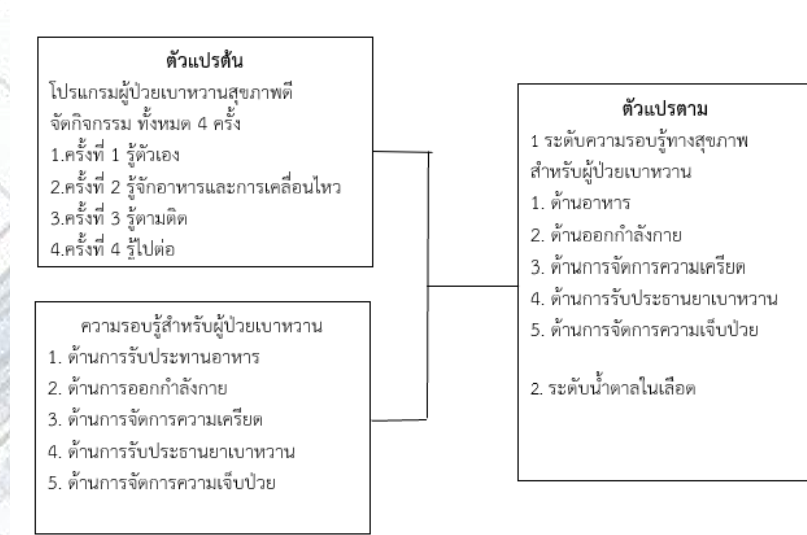 ตัวแปรต้น
โปรแกรมผู้ป่วยเบาหวานสุขภาพดี
จัดกิจกรรม ทั้งหมด 4 ครั้ง
1.ครั้งที่ 1 รู้ตัวเอง
2.ครั้งที่ 2 รู้จักอาหารและการเคลื่อนไหว
3.ครั้งที่ 3 รู้ตามติด
4.ครั้งที่ 4 รู้ไปต่อ
ความรอบรู้สำหรับผู้ป่วยเบาหวาน
1. ด้านการรับประทานอาหาร
2. ด้านการออกกำลังกาย
3. ด้านการจัดการความเครียด
4. ด้านการรับประธานยาเบาหวาน
5. ด้านการจัดการความเจ็บป่วย
ตัวแปรตาม
1 ระดับความรอบรู้ทางสุขภาพ
สำหรับผู้ป่วยเบาหวาน
1. ด้านอาหาร
2. ด้านออกกำลังกาย
3. ด้านการจัดการความเครียด
4. ด้านการรับประธานยาเบาหวาน
5. ด้านการจัดการความเจ็บป่วย
2. ระดับน้ำตาลในเลือด